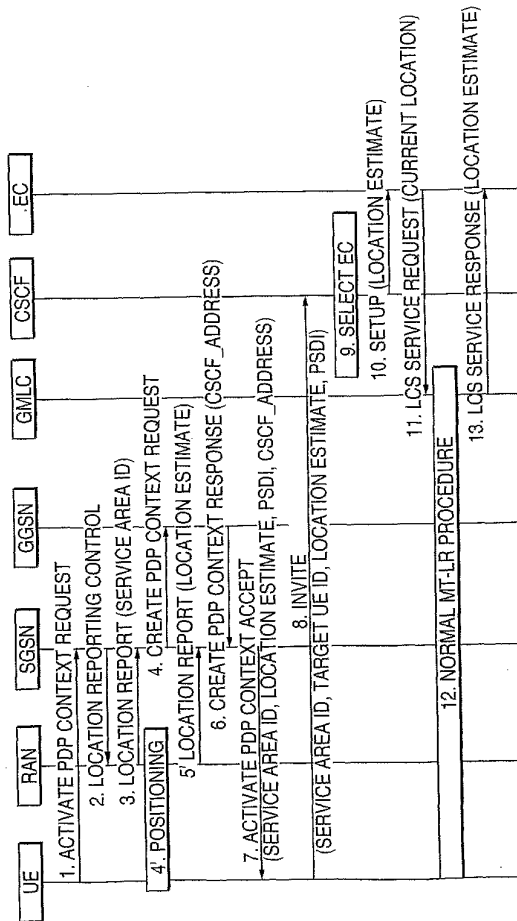 UE
RAN
SGSN
GGSN
GMLC
CSCF
.EC
1. ACTIVATE PDP CONTEXT REQUEST
2. LOCATION REPORTING CONTROL
3. LOCATION REPORT (SERVICE AREA ID)
4'. POSITIONING
4. CREATE PDP CONTEXT REQUEST
5' LOCATION REPORT (LOCATION ESTIMATE)
6. CREATE PDP CONTEXT RESPONSE (CSCF_ADDRESS)
7. ACTIVATE PDP CONTEXT ACCEPT
(SERVICE AREA ID, LOCATION ESTIMATE, PSDI, CSCF_ADDRESS)
8. INVITE
(SERVICE AREA ID, TARGET UE ID, LOCATION ESTIMATE, PSDI)
9. SELECT EC
10. SETUP (LOCATION ESTIMATE)
11. LCS SERVICE REQUEST (CURRENT LOCATION)
12. NORMAL MT-LR PROCEDURE
13. LCS SERVICE RESPONSE (LOCATION ESTIMATE)